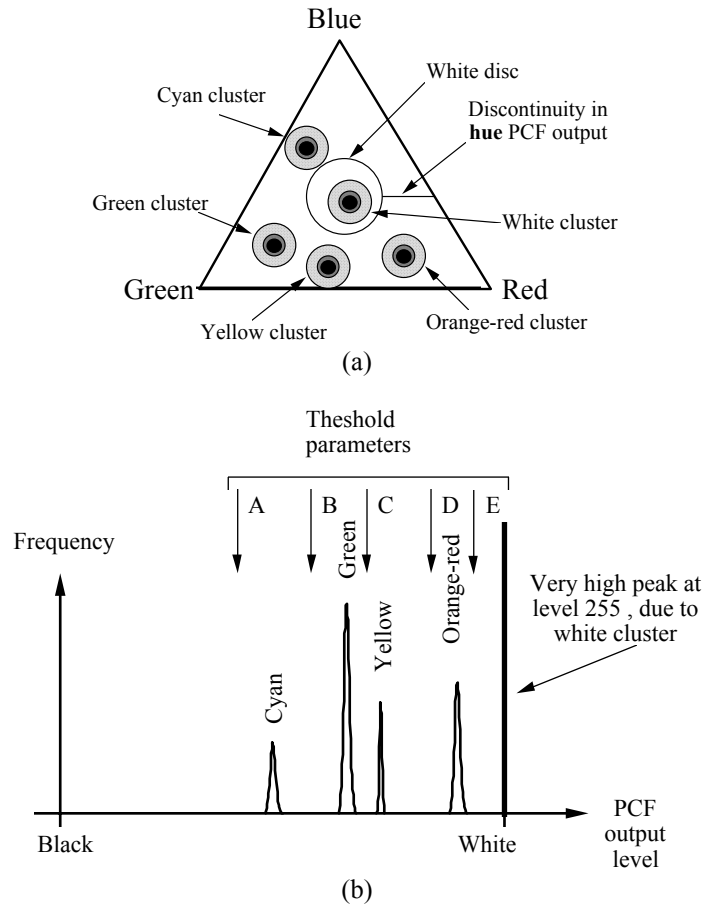 Blue
White disc
Cyan cluster
Discontinuity in
hue PCF output
Green cluster
White cluster
Green
Red
Yellow cluster
Orange-red cluster
(a)
Theshold
parameters
A
B
C
D
E
Frequency
Green
Yellow
Orange-red
Cyan
Very high peak at
level 255 , due to
white cluster
Black
White
PCF
output
level
(b)